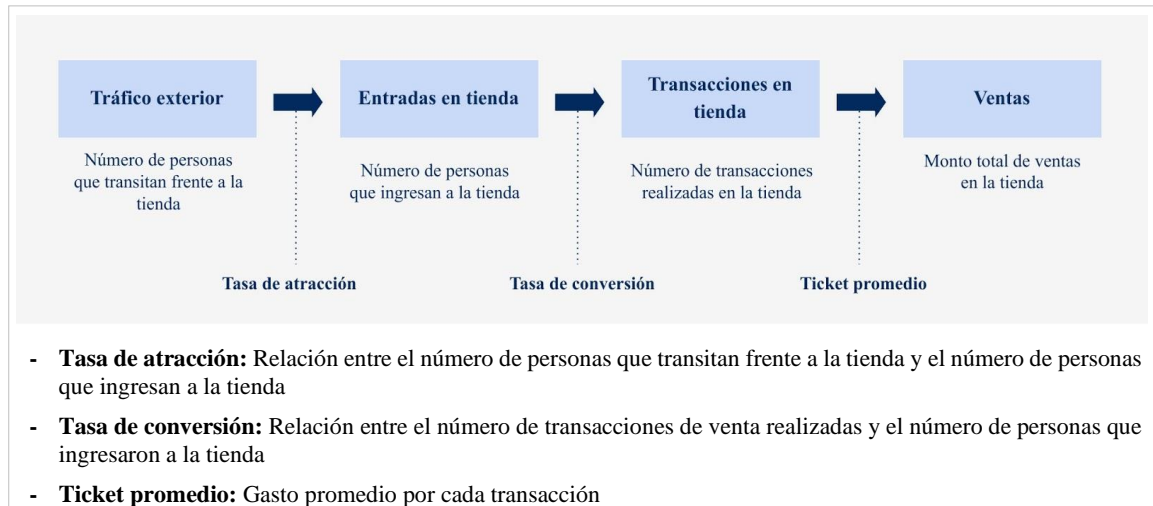 Tráfico exterior
Entradas en tienda
Transacciones en
tienda
Ventas
Número de personas
que transitan frente a la
tienda
Número de personas
que ingresan a la tienda
Número de transacciones
realizadas en la tienda
Monto total de ventas
en la tienda
Tasa de atracción
Tasa de conversión
Ticket promedio
- Tasa de atracción: Relación entre el número de personas que transitan frente a la tienda y el número de personas
que ingresan a la tienda
- Tasa de conversión: Relación entre el número de transacciones de venta realizadas y el número de personas que
ingresaron a la tienda
- Ticket promedio: Gasto promedio por cada transacción